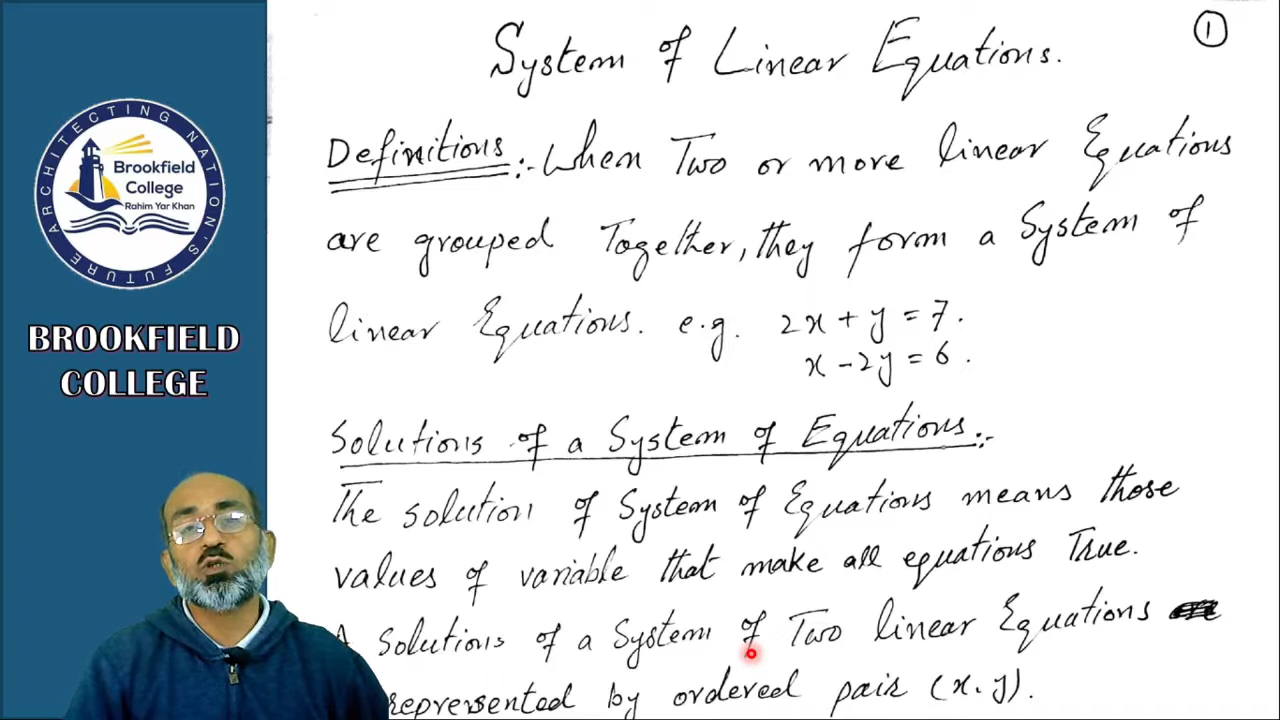 ARCHITECTING NATION'S FUTURE
Brookfield
College
Rahim Yar Khan
BROOKFIELD
COLLEGE
1
System of Linear Equations.
Definitions:- When Two or more linear Equations
are grouped Together, they form a System of
linear Equations. e.g. 2x + y = 7.
x - 2y = 6.
Solutions of a System of Equations:-
The solution of System of Equations means those
values of variable that make all equations True.
A solutions of a System of Two linear Equations
represented by ordered pair (x, y).